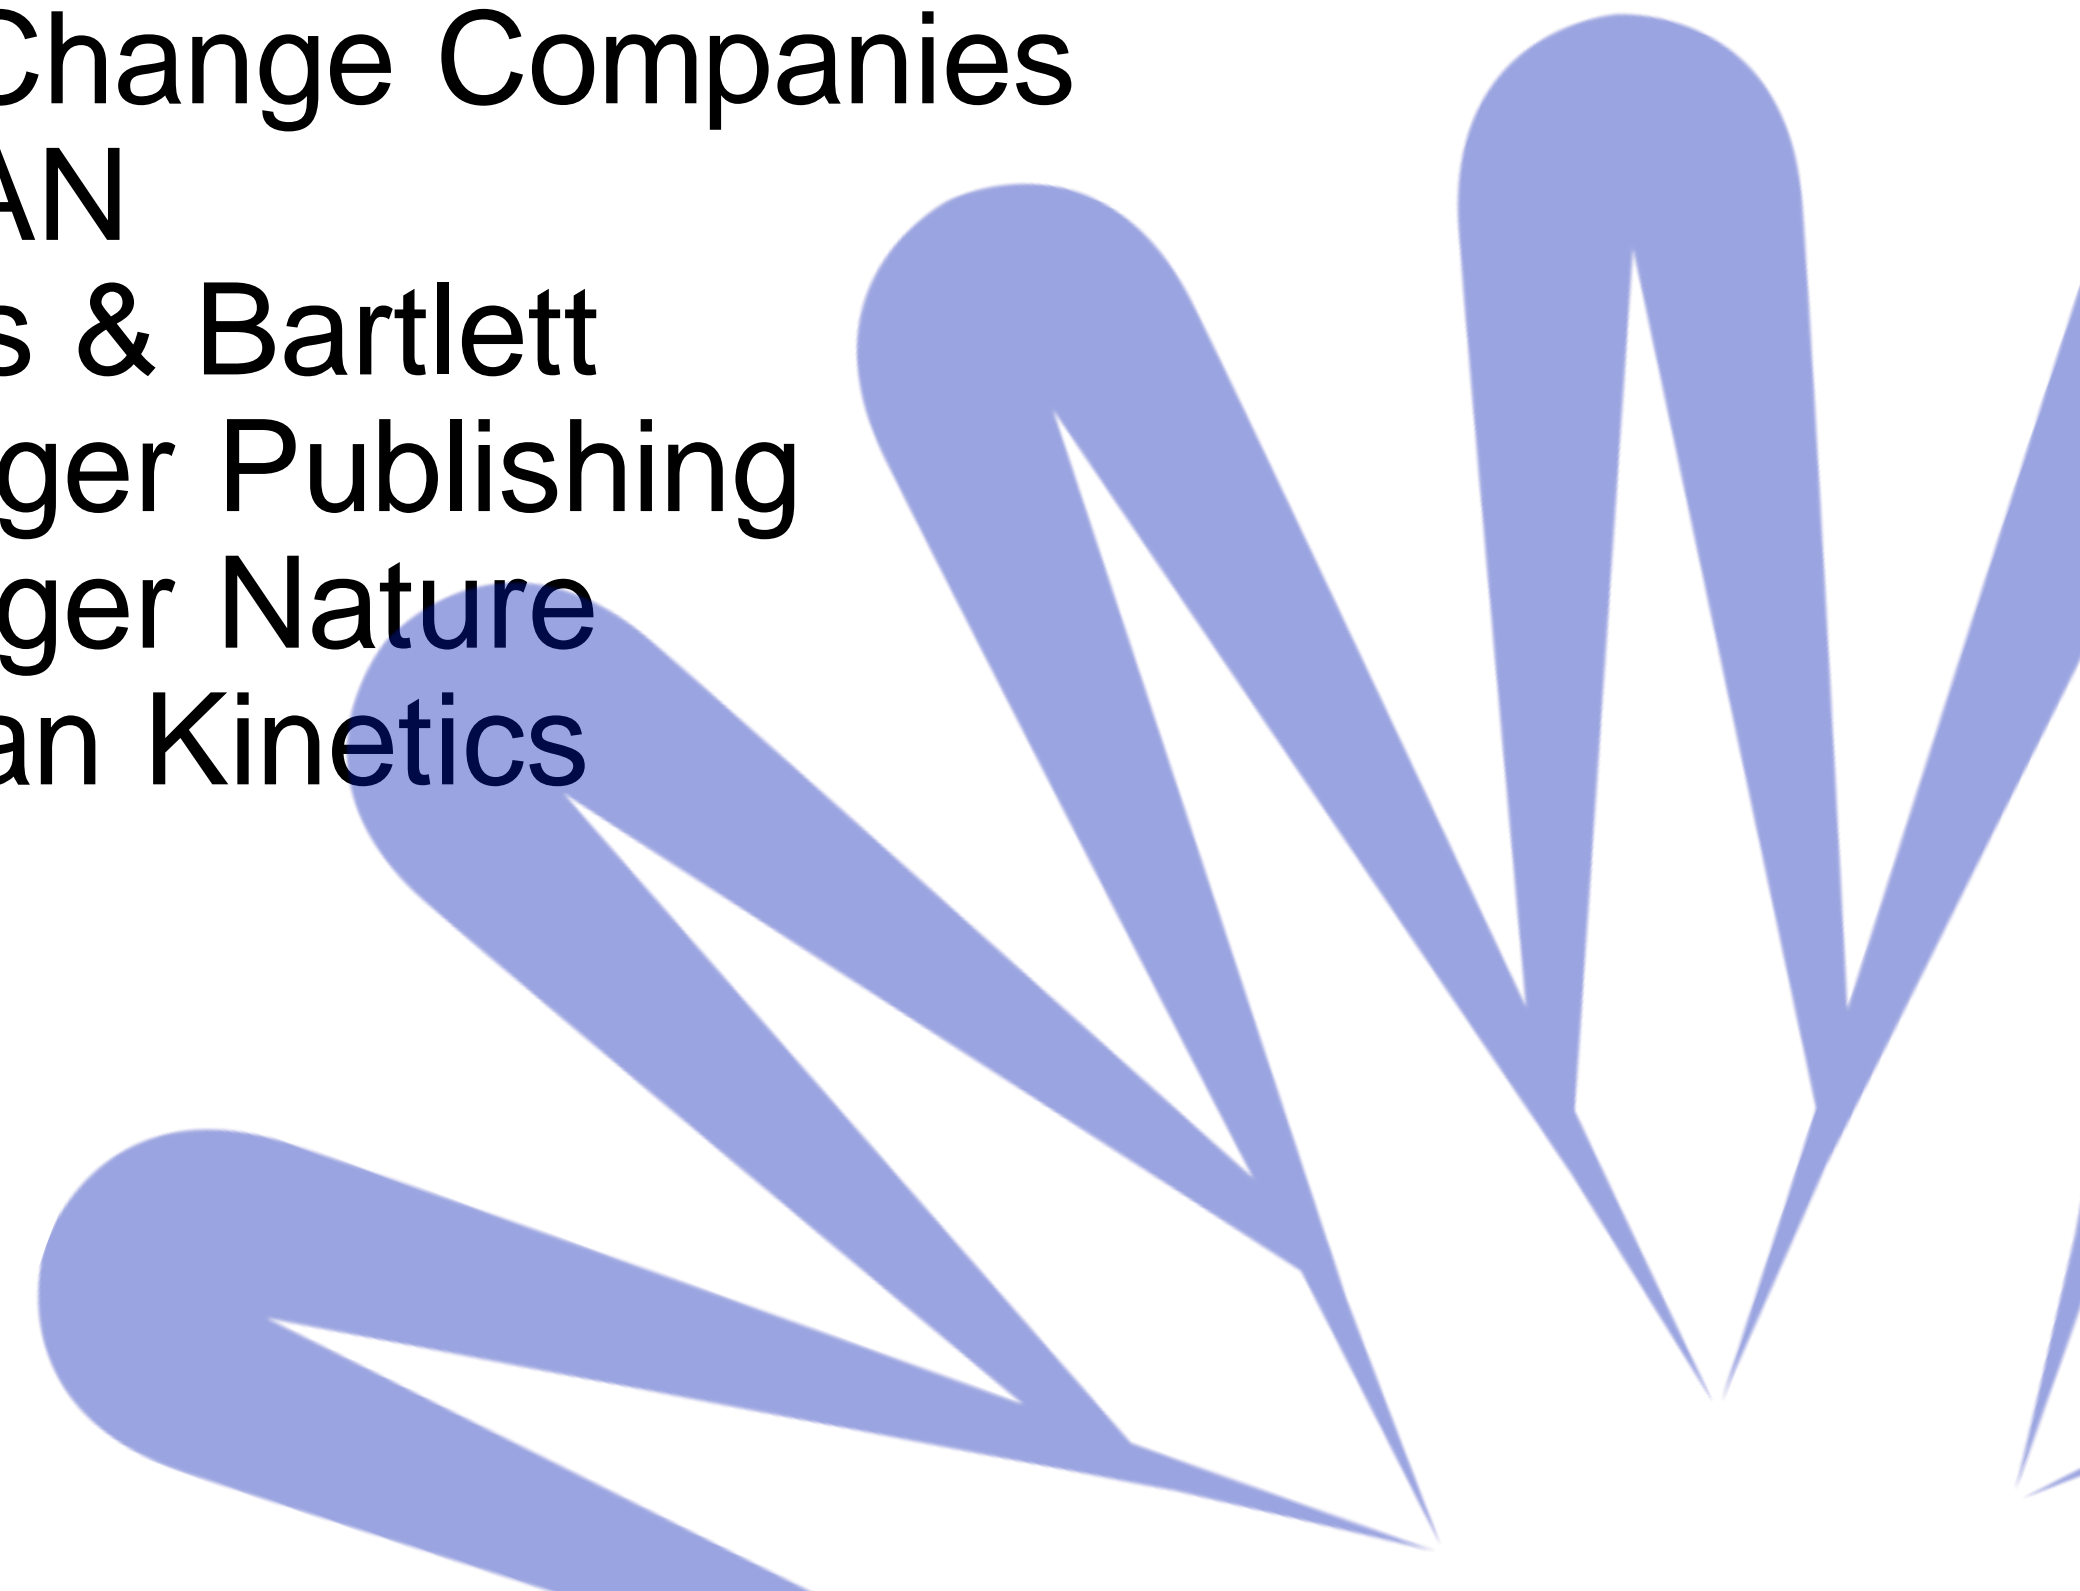 Change Companies
AN
s & Bartlett
ger Publishing
ger Nature
an Kinetics